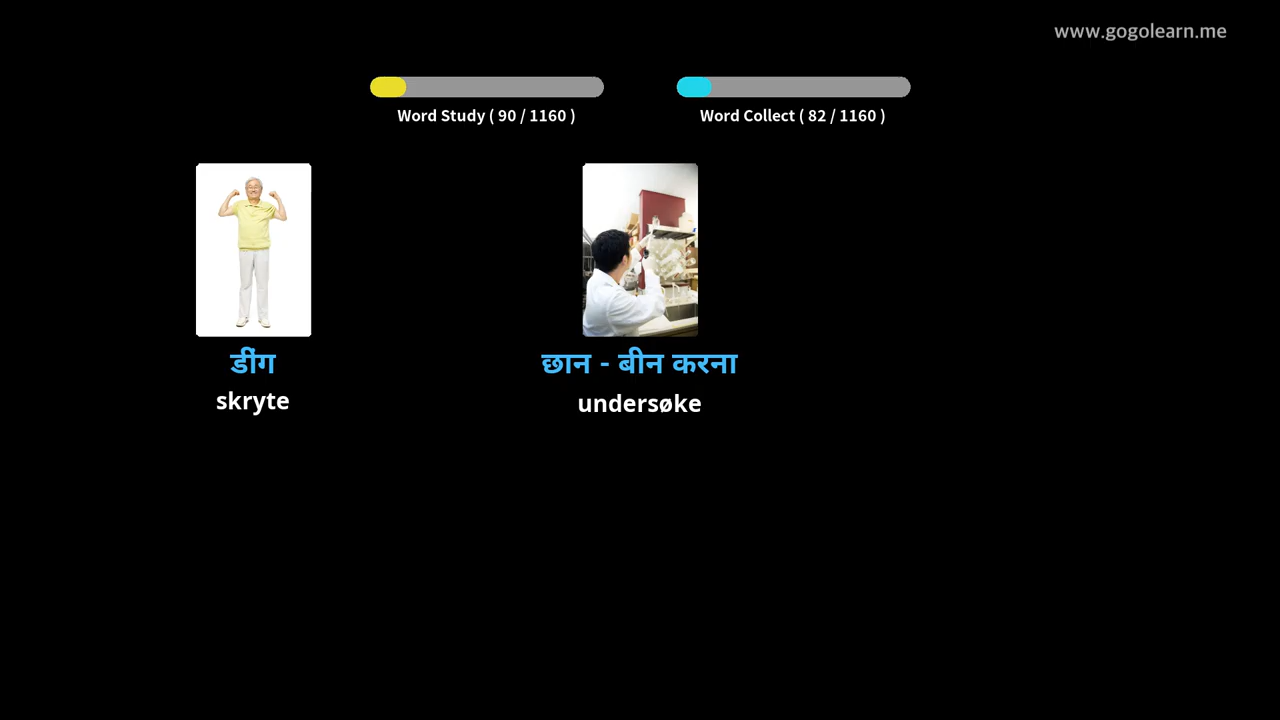 www.gogolearn.me
Word Study ( 90 / 1160 )
Word Collect ( 82 / 1160 )
डींग
skryte
छान - बीन करना
undersøke